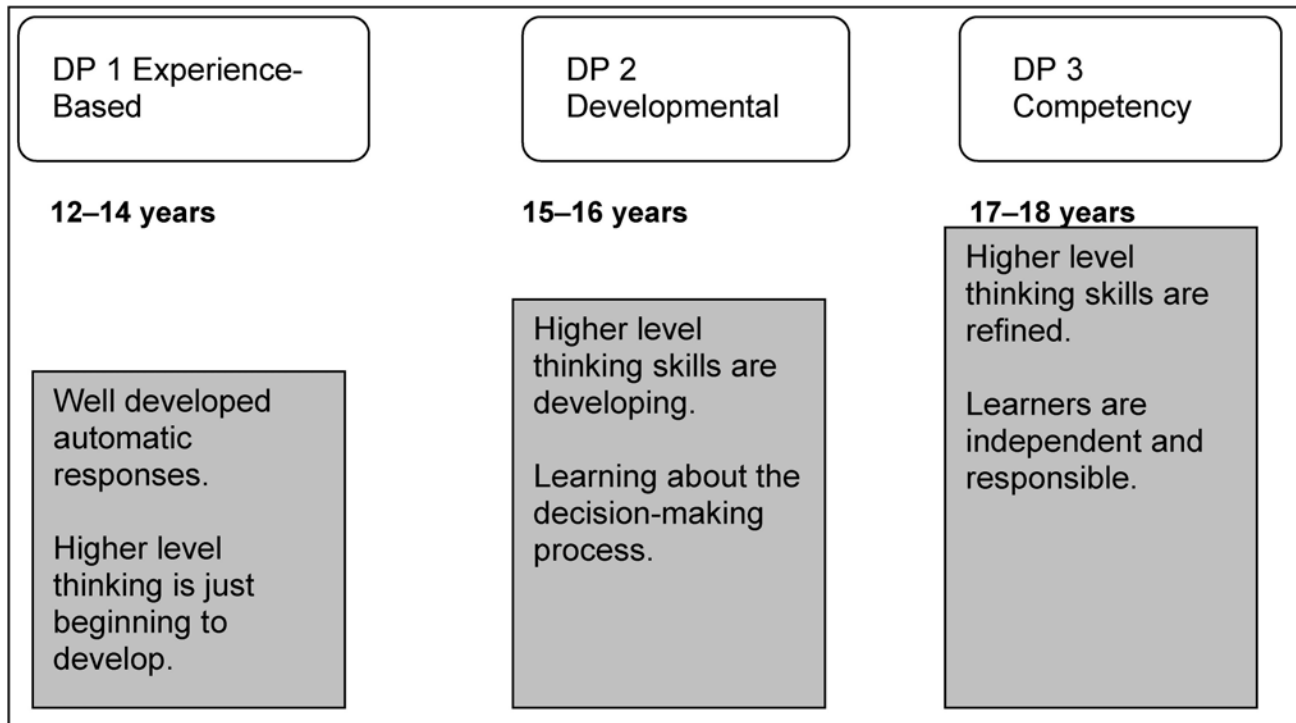 DP 1 Experience-
Based
12–14 years
Well developed
automatic
responses.
Higher level
thinking is just
beginning to
develop.
DP 2
Developmental
15–16 years
Higher level
thinking skills are
developing.
Learning about the
decision-making
process.
DP 3
Competency
17–18 years
Higher level
thinking skills are
refined.
Learners are
independent and
responsible.